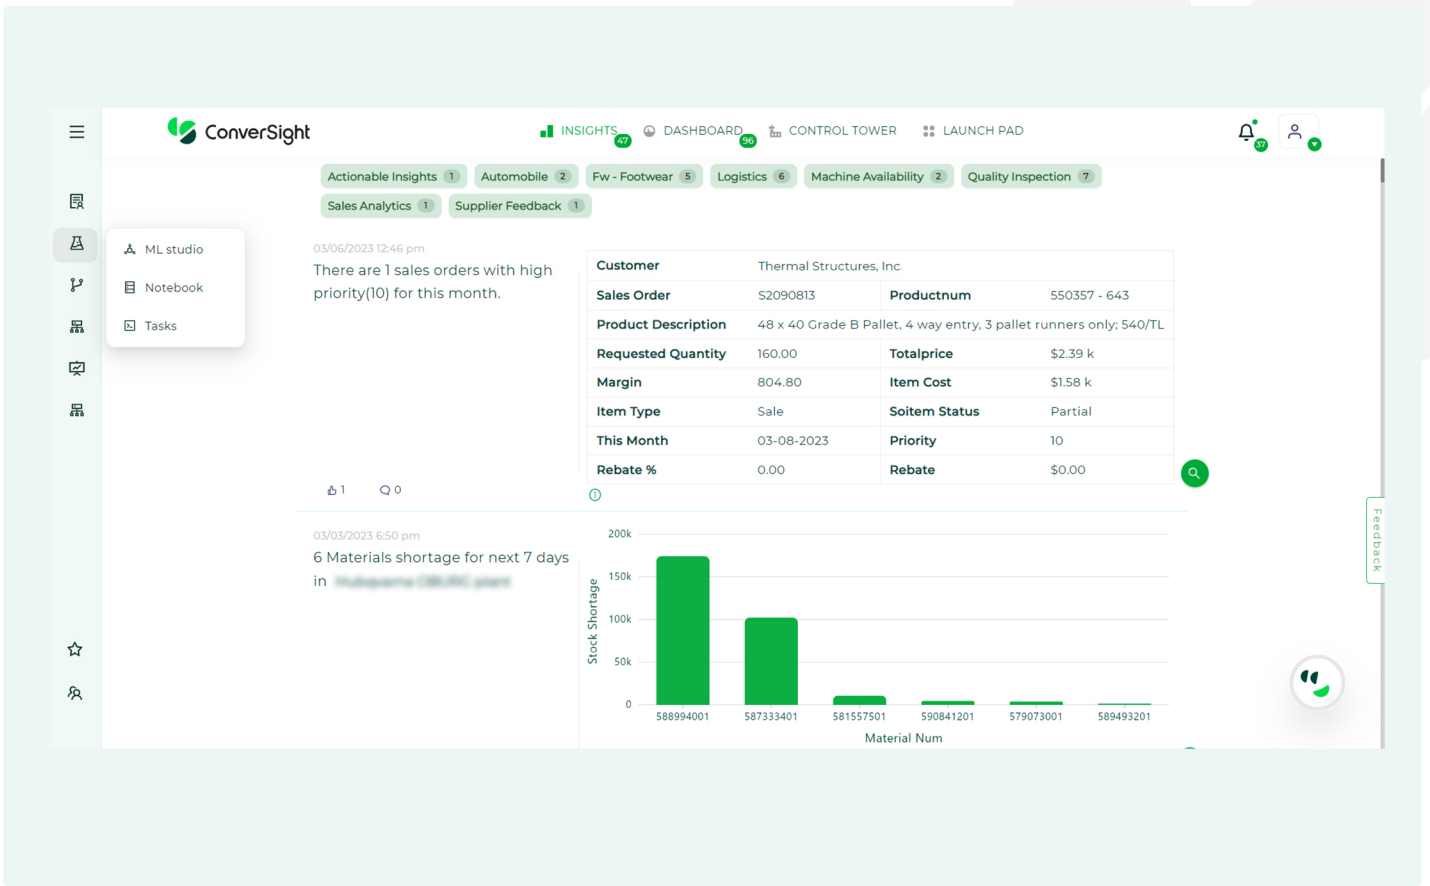 ConverSight
INSIGHTS 47 DASHBOARD 96 CONTROL TOWER LAUNCH PAD 37
Actionable Insights 1 Automobile 2 Fw - Footwear 5 Logistics 6 Machine Availability 2 Quality Inspection 7
Sales Analytics 1 Supplier Feedback 1
ML studio
Notebook
Tasks
03/06/2023 12:46 pm
There are 1 sales orders with high
priority(10) for this month.
Customer Thermal Structures, Inc.
Sales Order S2090813 Productnum 550357 - 643
Product Description 48 x 40 Grade B Pallet, 4 way entry, 3 pallet runners only; 540/TL
Requested Quantity 160.00 Totalprice $2.39 k
Margin 804.80 Item Cost $1.58 k
Item Type Sale Soitem Status Partial
This Month 03-08-2023 Priority 10
Rebate % 0.00 Rebate $0.00
1 0
03/03/2023 6:50 pm
6 Materials shortage for next 7 days
in
200k
150k
100k
50k
0
Stock Shortage
588994001 587333401 581557501 590841201 579073001 589493201
Material Num
Feedback